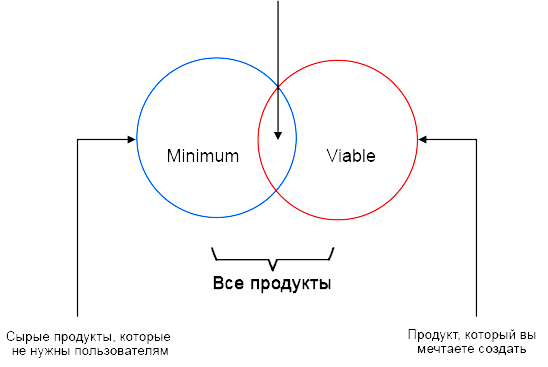 Minimum
Viable
Все продукты
Сырые продукты, которые
не нужны пользователям
Продукт, который вы
мечтаете создать